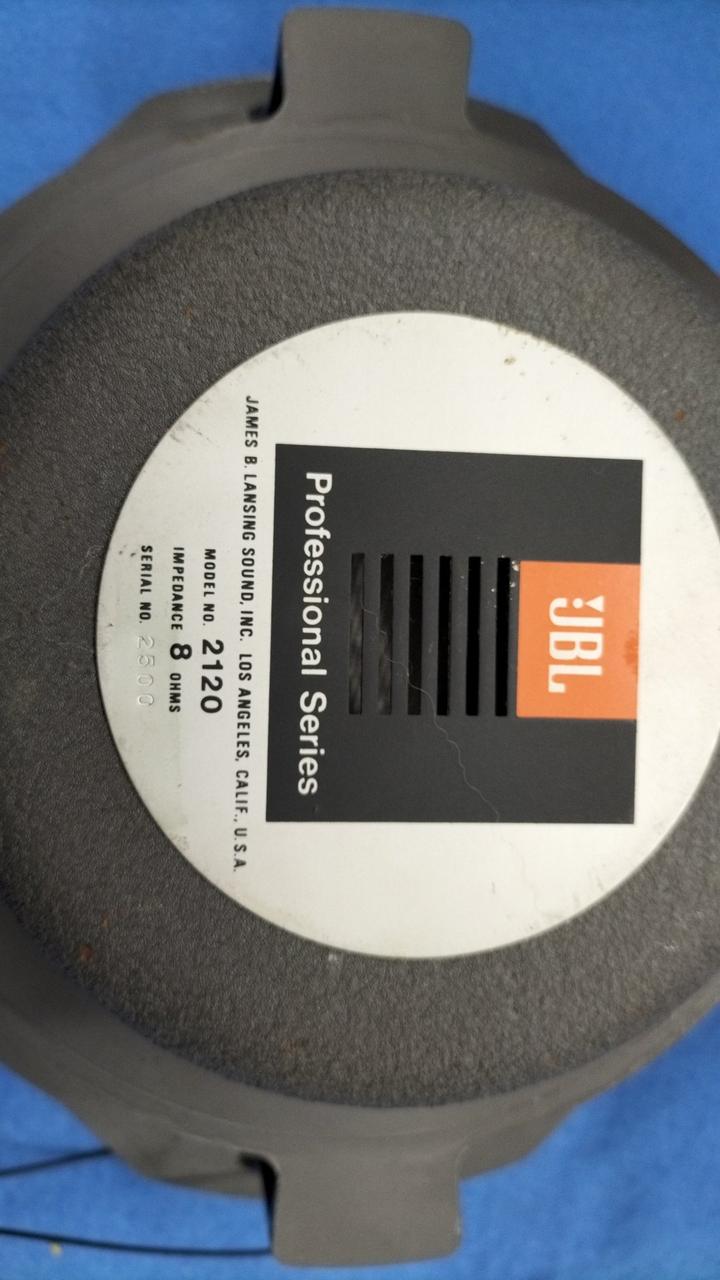 JBL
Professional Series
JAMES B. LANSING SOUND, INC. LOS ANGELES, CALIF., U.S.A.
MODEL NO. 2120
IMPEDANCE 8 OHMS
SERIAL NO. 2500